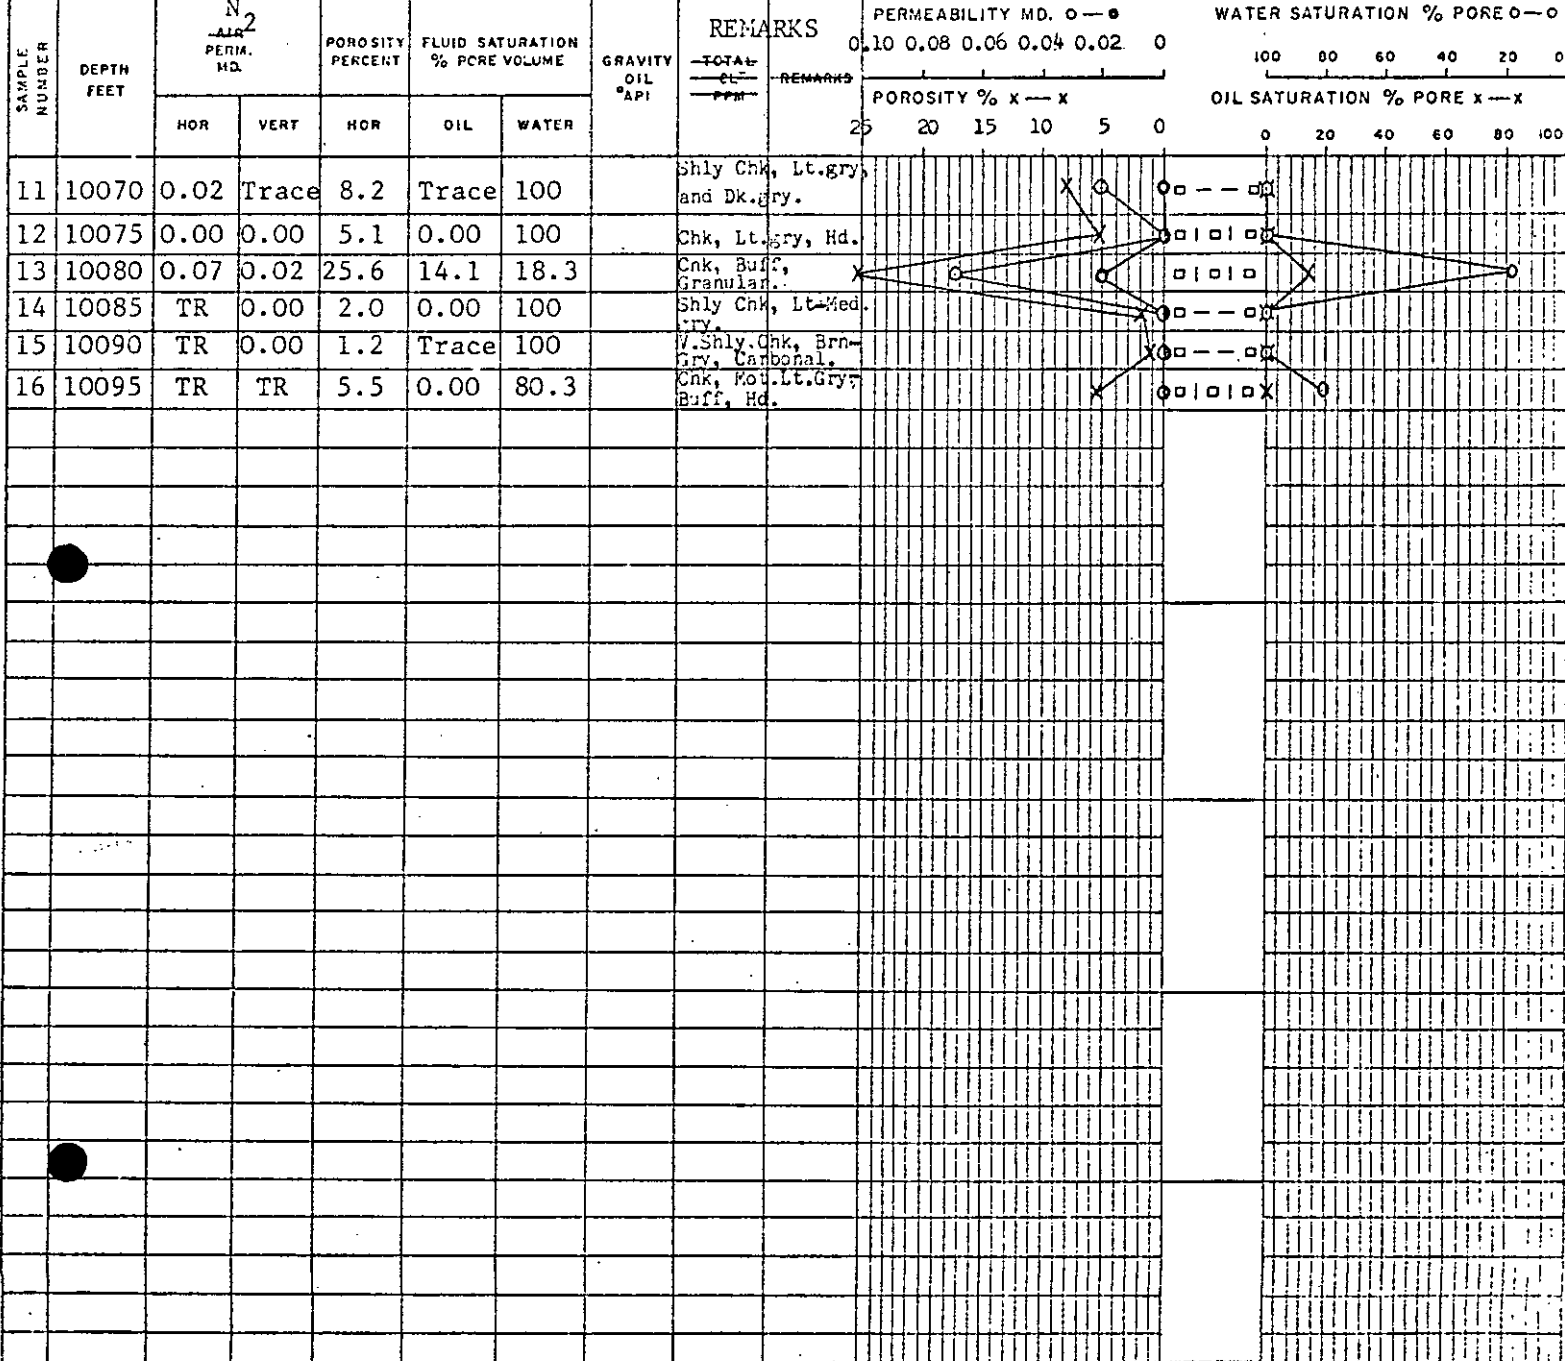 SAMPLE NUMBER
DEPTH FEET
N2
AIR
PERM.
MD.
HOR VERT
POROSITY PERCENT
HOR
FLUID SATURATION
% PORE VOLUME
OIL WATER
GRAVITY
OIL
°API
REMARKS
TOTAL
CL-
PPM
REMARKS
PERMEABILITY MD. o—●
0.10 0.08 0.06 0.04 0.02 0
POROSITY % x—x
25 20 15 10 5 0
WATER SATURATION % PORE o—o
100 80 60 40 20 0
OIL SATURATION % PORE x—x
0 20 40 60 80 100
11 10070 0.02 Trace 8.2 Trace 100 Shly Chk, Lt.gry,
and Dk.gry.
12 10075 0.00 0.00 5.1 0.00 100 Chk, Lt.gry, Hd.
13 10080 0.07 0.02 25.6 14.1 18.3 Chk, Buff,
Granular.
14 10085 TR 0.00 2.0 0.00 100 Shly Chk, Lt-Med.
gry.
15 10090 TR 0.00 1.2 Trace 100 V.Shly.Chk, Brn-
Gry, Carbonal.
16 10095 TR TR 5.5 0.00 80.3 Chk, Mot.Lt.Gry-
Buff, Hd.